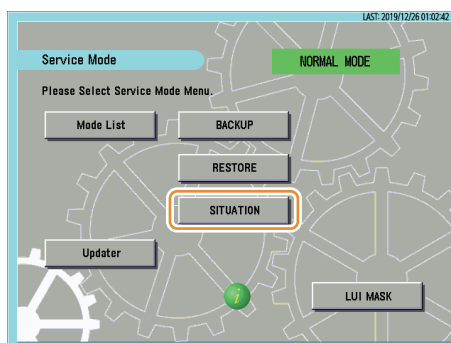 LAST: 2019/12/26 01:02:42
Service Mode
NORMAL MODE
Please Select Service Mode Menu.
Mode List
BACKUP
RESTORE
SITUATION
Updater
i
LUI MASK